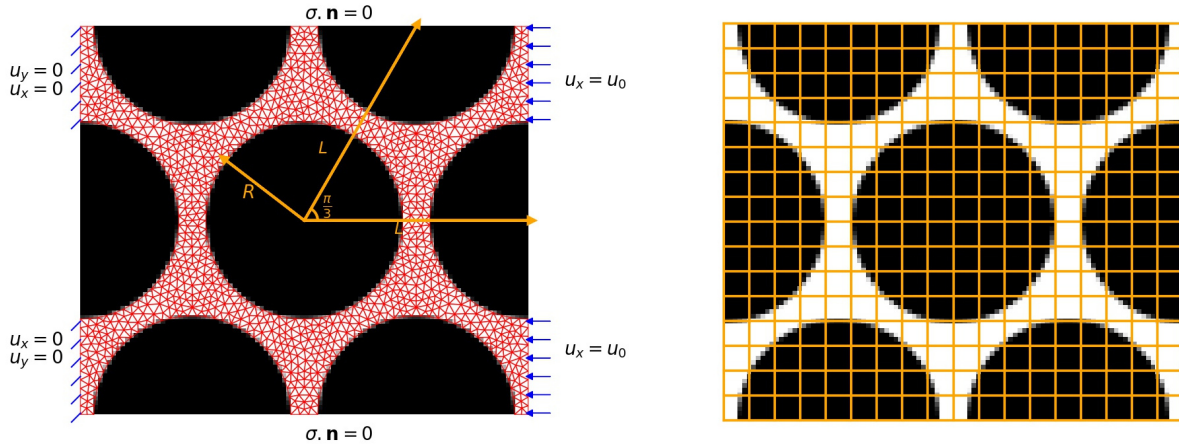 σ. n = 0
u_y = 0
u_x = 0
u_x = u_0
L
R
π/3
L
u_x = 0
u_y = 0
u_x = u_0
σ. n = 0